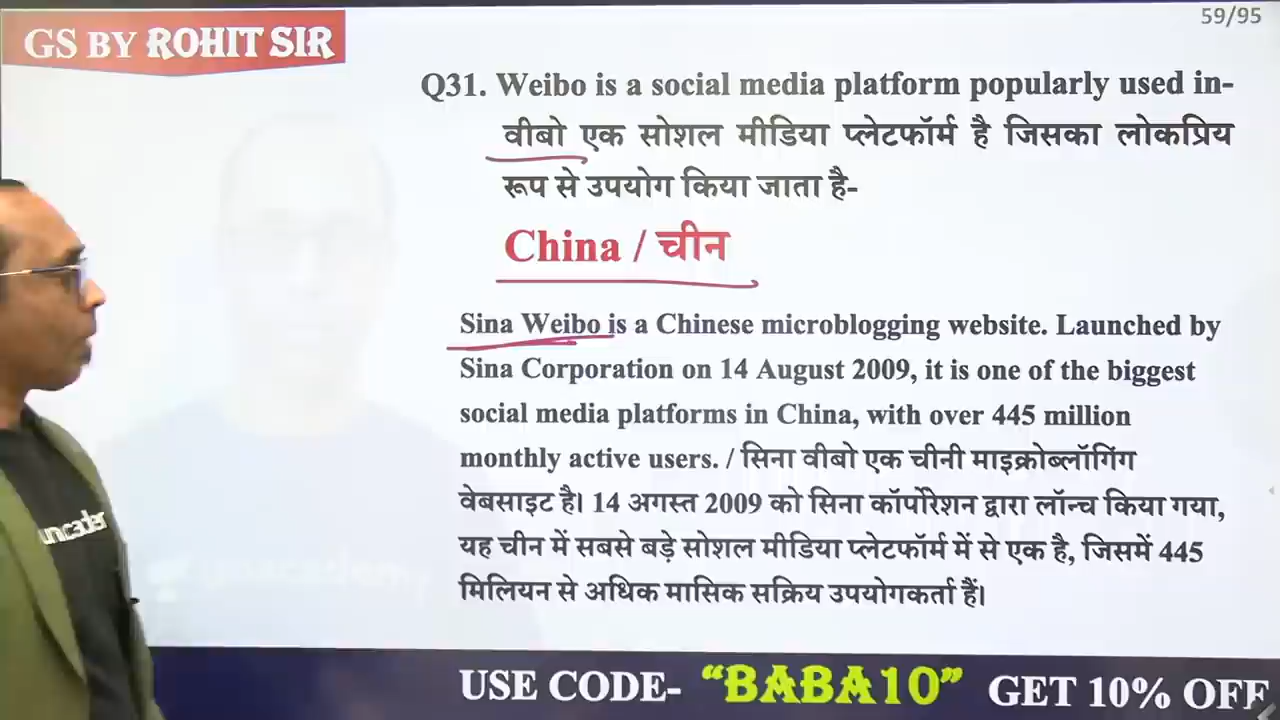 59/95
GS BY ROHIT SIR
Q31. Weibo is a social media platform popularly used in-
वीबो एक सोशल मीडिया प्लेटफॉर्म है जिसका लोकप्रिय
रूप से उपयोग किया जाता है-
China / चीन
Sina Weibo is a Chinese microblogging website. Launched by
Sina Corporation on 14 August 2009, it is one of the biggest
social media platforms in China, with over 445 million
monthly active users. / सिना वीबो एक चीनी माइक्रोब्लॉगिंग
वेबसाइट है। 14 अगस्त 2009 को सिना कॉर्पोरेशन द्वारा लॉन्च किया गया,
यह चीन में सबसे बड़े सोशल मीडिया प्लेटफॉर्म में से एक है, जिसमें 445
मिलियन से अधिक मासिक सक्रिय उपयोगकर्ता हैं।
USE CODE- “BABA10” GET 10% OFF